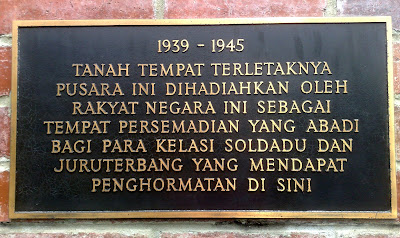 1939 - 1945
TANAH TEMPAT TERLETAKNYA
PUSARA INI DIHADIAHKAN OLEH
RAKYAT NEGARA INI SEBAGAI
TEMPAT PERSEMADIAN YANG ABADI
BAGI PARA KELASI SOLDADU DAN
JURUTERBANG YANG MENDAPAT
PENGHORMATAN DI SINI